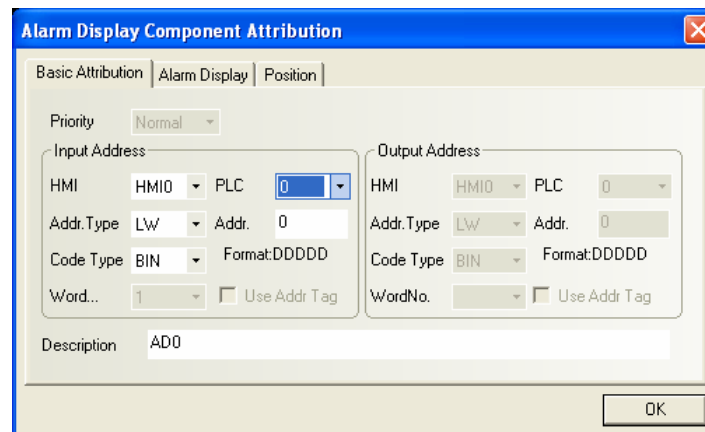 Alarm Display Component Attribution
Basic Attribution Alarm Display Position
Priority Normal
Input Address Output Address
HMI HMI0 PLC 0 HMI HMI0 PLC 0
Addr.Type LW Addr. 0 Addr.Type LW Addr. 0
Code Type BIN Format:DDDDD Code Type BIN Format:DDDDD
Word... 1 Use Addr Tag WordNo. Use Addr Tag
Description AD0
OK